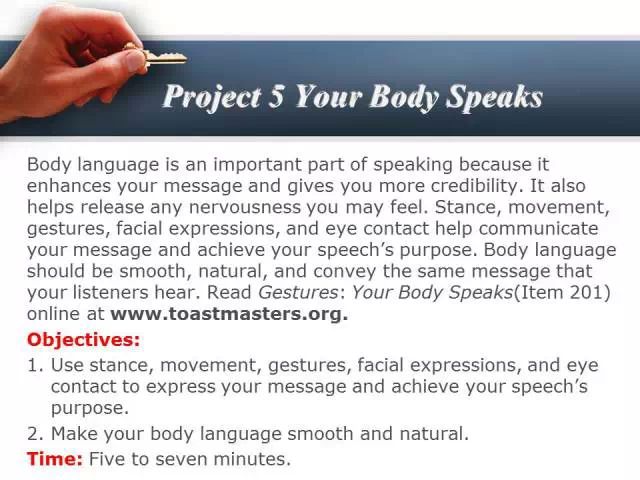 Project 5 Your Body Speaks
Body language is an important part of speaking because it
enhances your message and gives you more credibility. It also
helps release any nervousness you may feel. Stance, movement,
gestures, facial expressions, and eye contact help communicate
your message and achieve your speech’s purpose. Body language
should be smooth, natural, and convey the same message that
your listeners hear. Read Gestures: Your Body Speaks(Item 201)
online at www.toastmasters.org.
Objectives:
1. Use stance, movement, gestures, facial expressions, and eye
contact to express your message and achieve your speech’s
purpose.
2. Make your body language smooth and natural.
Time: Five to seven minutes.